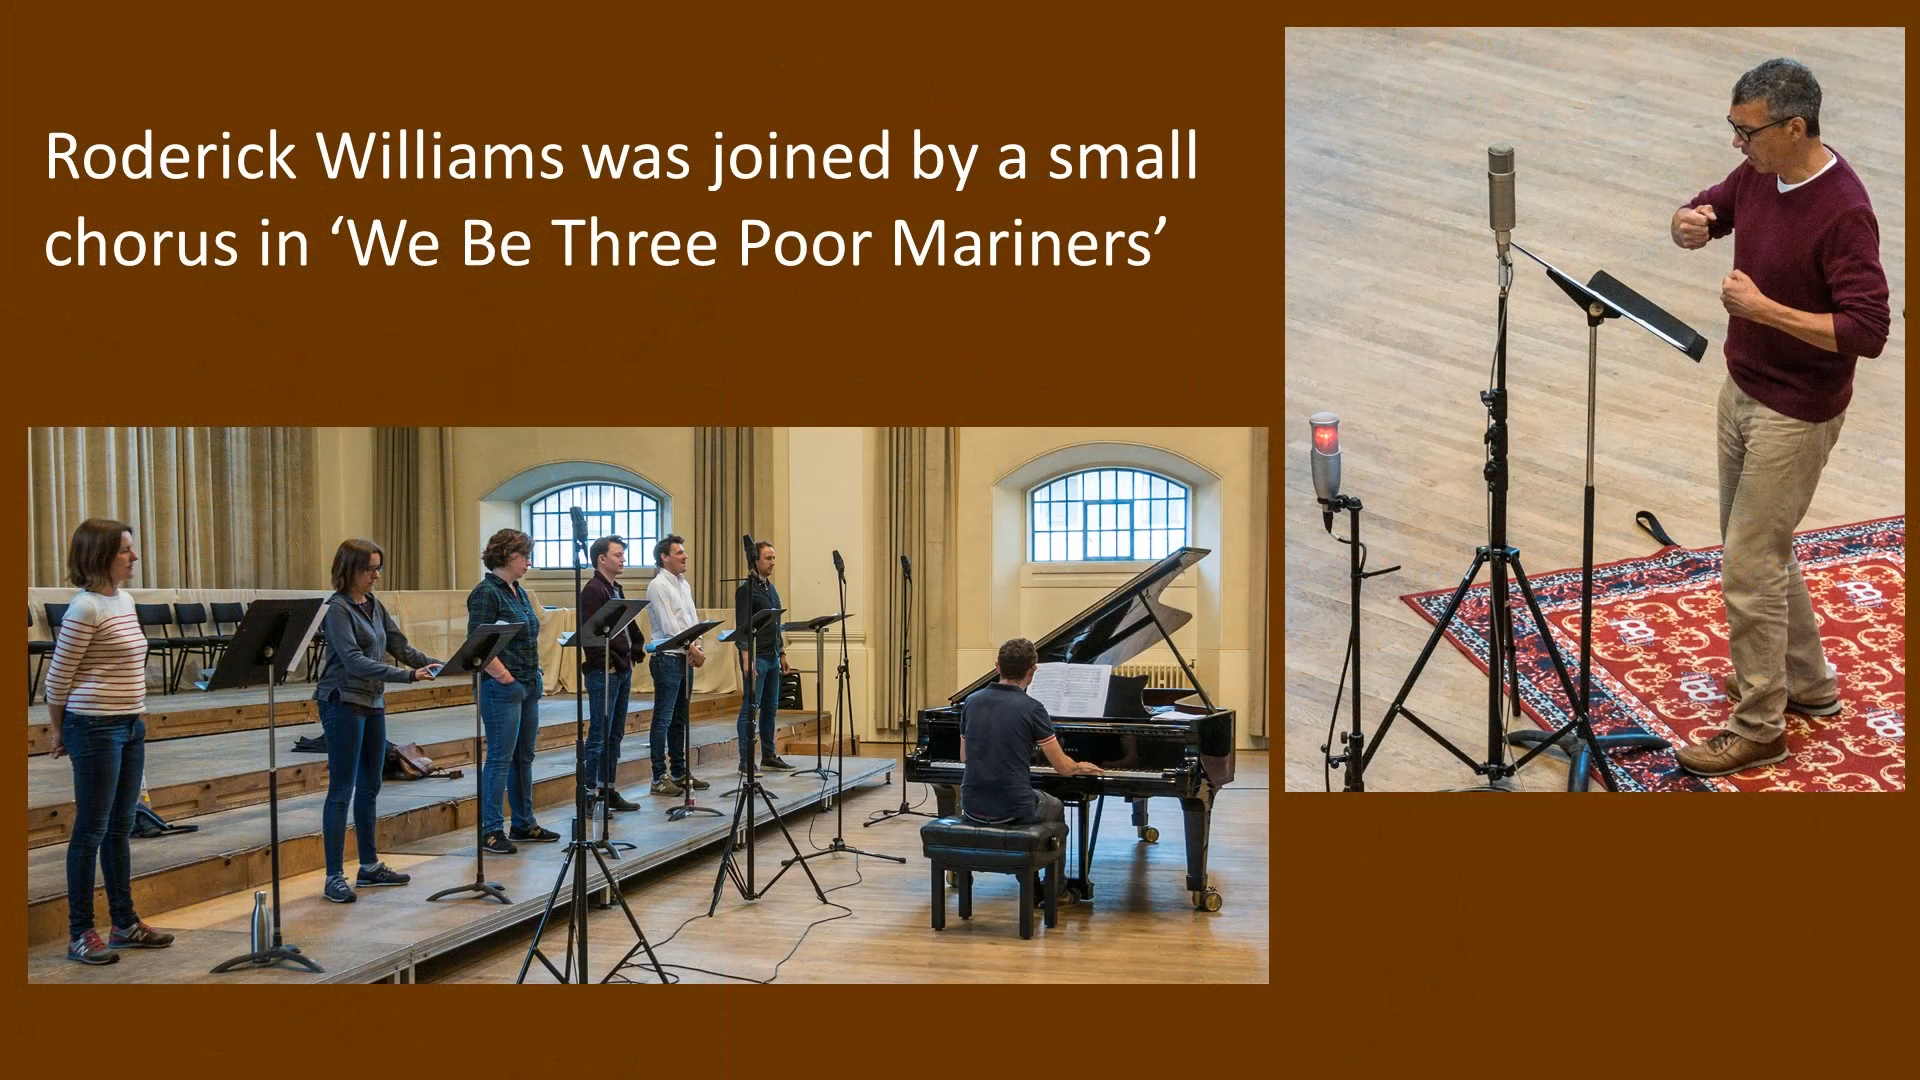 Roderick Williams was joined by a small
chorus in ‘We Be Three Poor Mariners’